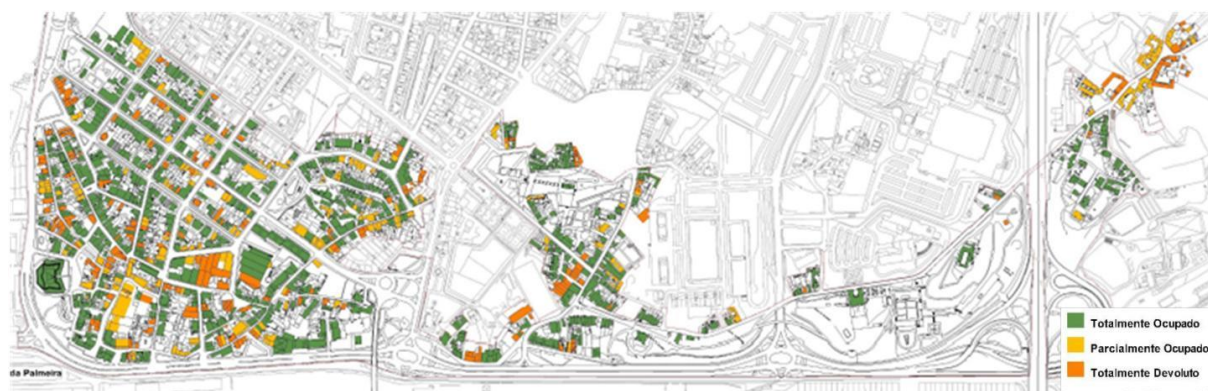 Totalmente Ocupado
Parcialmente Ocupado
Totalmente Devoluto
da Palmeira